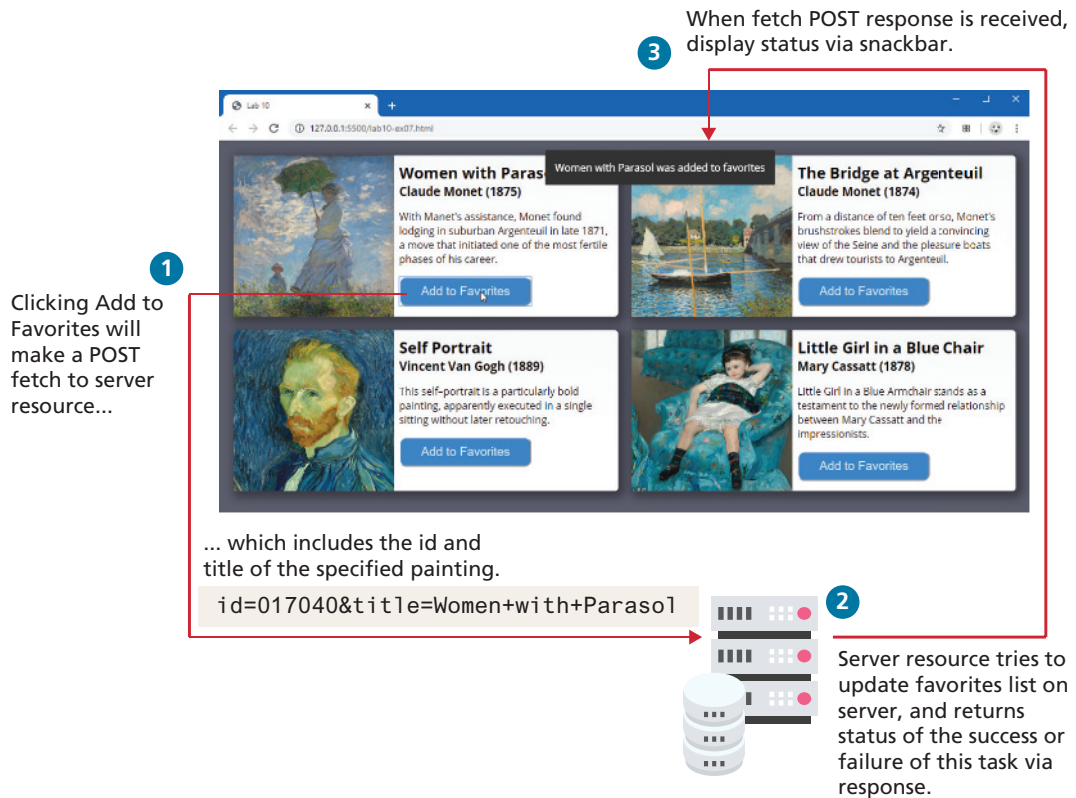 When fetch POST response is received,
display status via snackbar.
3
Lab 10
127.0.0.1:5500/lab10-ex07.html
Women with Parasol was added to favorites
Women with Paras
Claude Monet (1875)
With Manet's assistance, Monet found
lodging in suburban Argenteuil in late 1871,
a move that initiated one of the most fertile
phases of his career.
Add to Favorites
The Bridge at Argenteuil
Claude Monet (1874)
From a distance of ten feet or so, Monet's
brushstrokes blend to yield a convincing
view of the Seine and the pleasure boats
that drew tourists to Argenteuil.
Add to Favorites
1
Clicking Add to
Favorites will
make a POST
fetch to server
resource...
Self Portrait
Vincent Van Gogh (1889)
This self-portrait is a particularly bold
painting, apparently executed in a single
sitting without later retouching.
Add to Favorites
Little Girl in a Blue Chair
Mary Cassatt (1878)
Little Girl in a Blue Armchair stands as a
testament to the newly formed relationship
between Mary Cassatt and the
impressionists.
Add to Favorites
... which includes the id and
title of the specified painting.
id=017040&title=Women+with+Parasol
2
Server resource tries to
update favorites list on
server, and returns
status of the success or
failure of this task via
response.